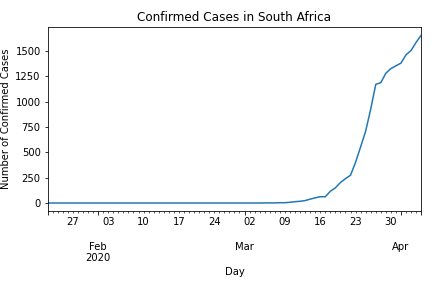 Confirmed Cases in South Africa
Number of Confirmed Cases
1500
1250
1000
750
500
250
0
27 03 10 17 24 02 09 16 23 30
Feb Mar Apr
2020
Day